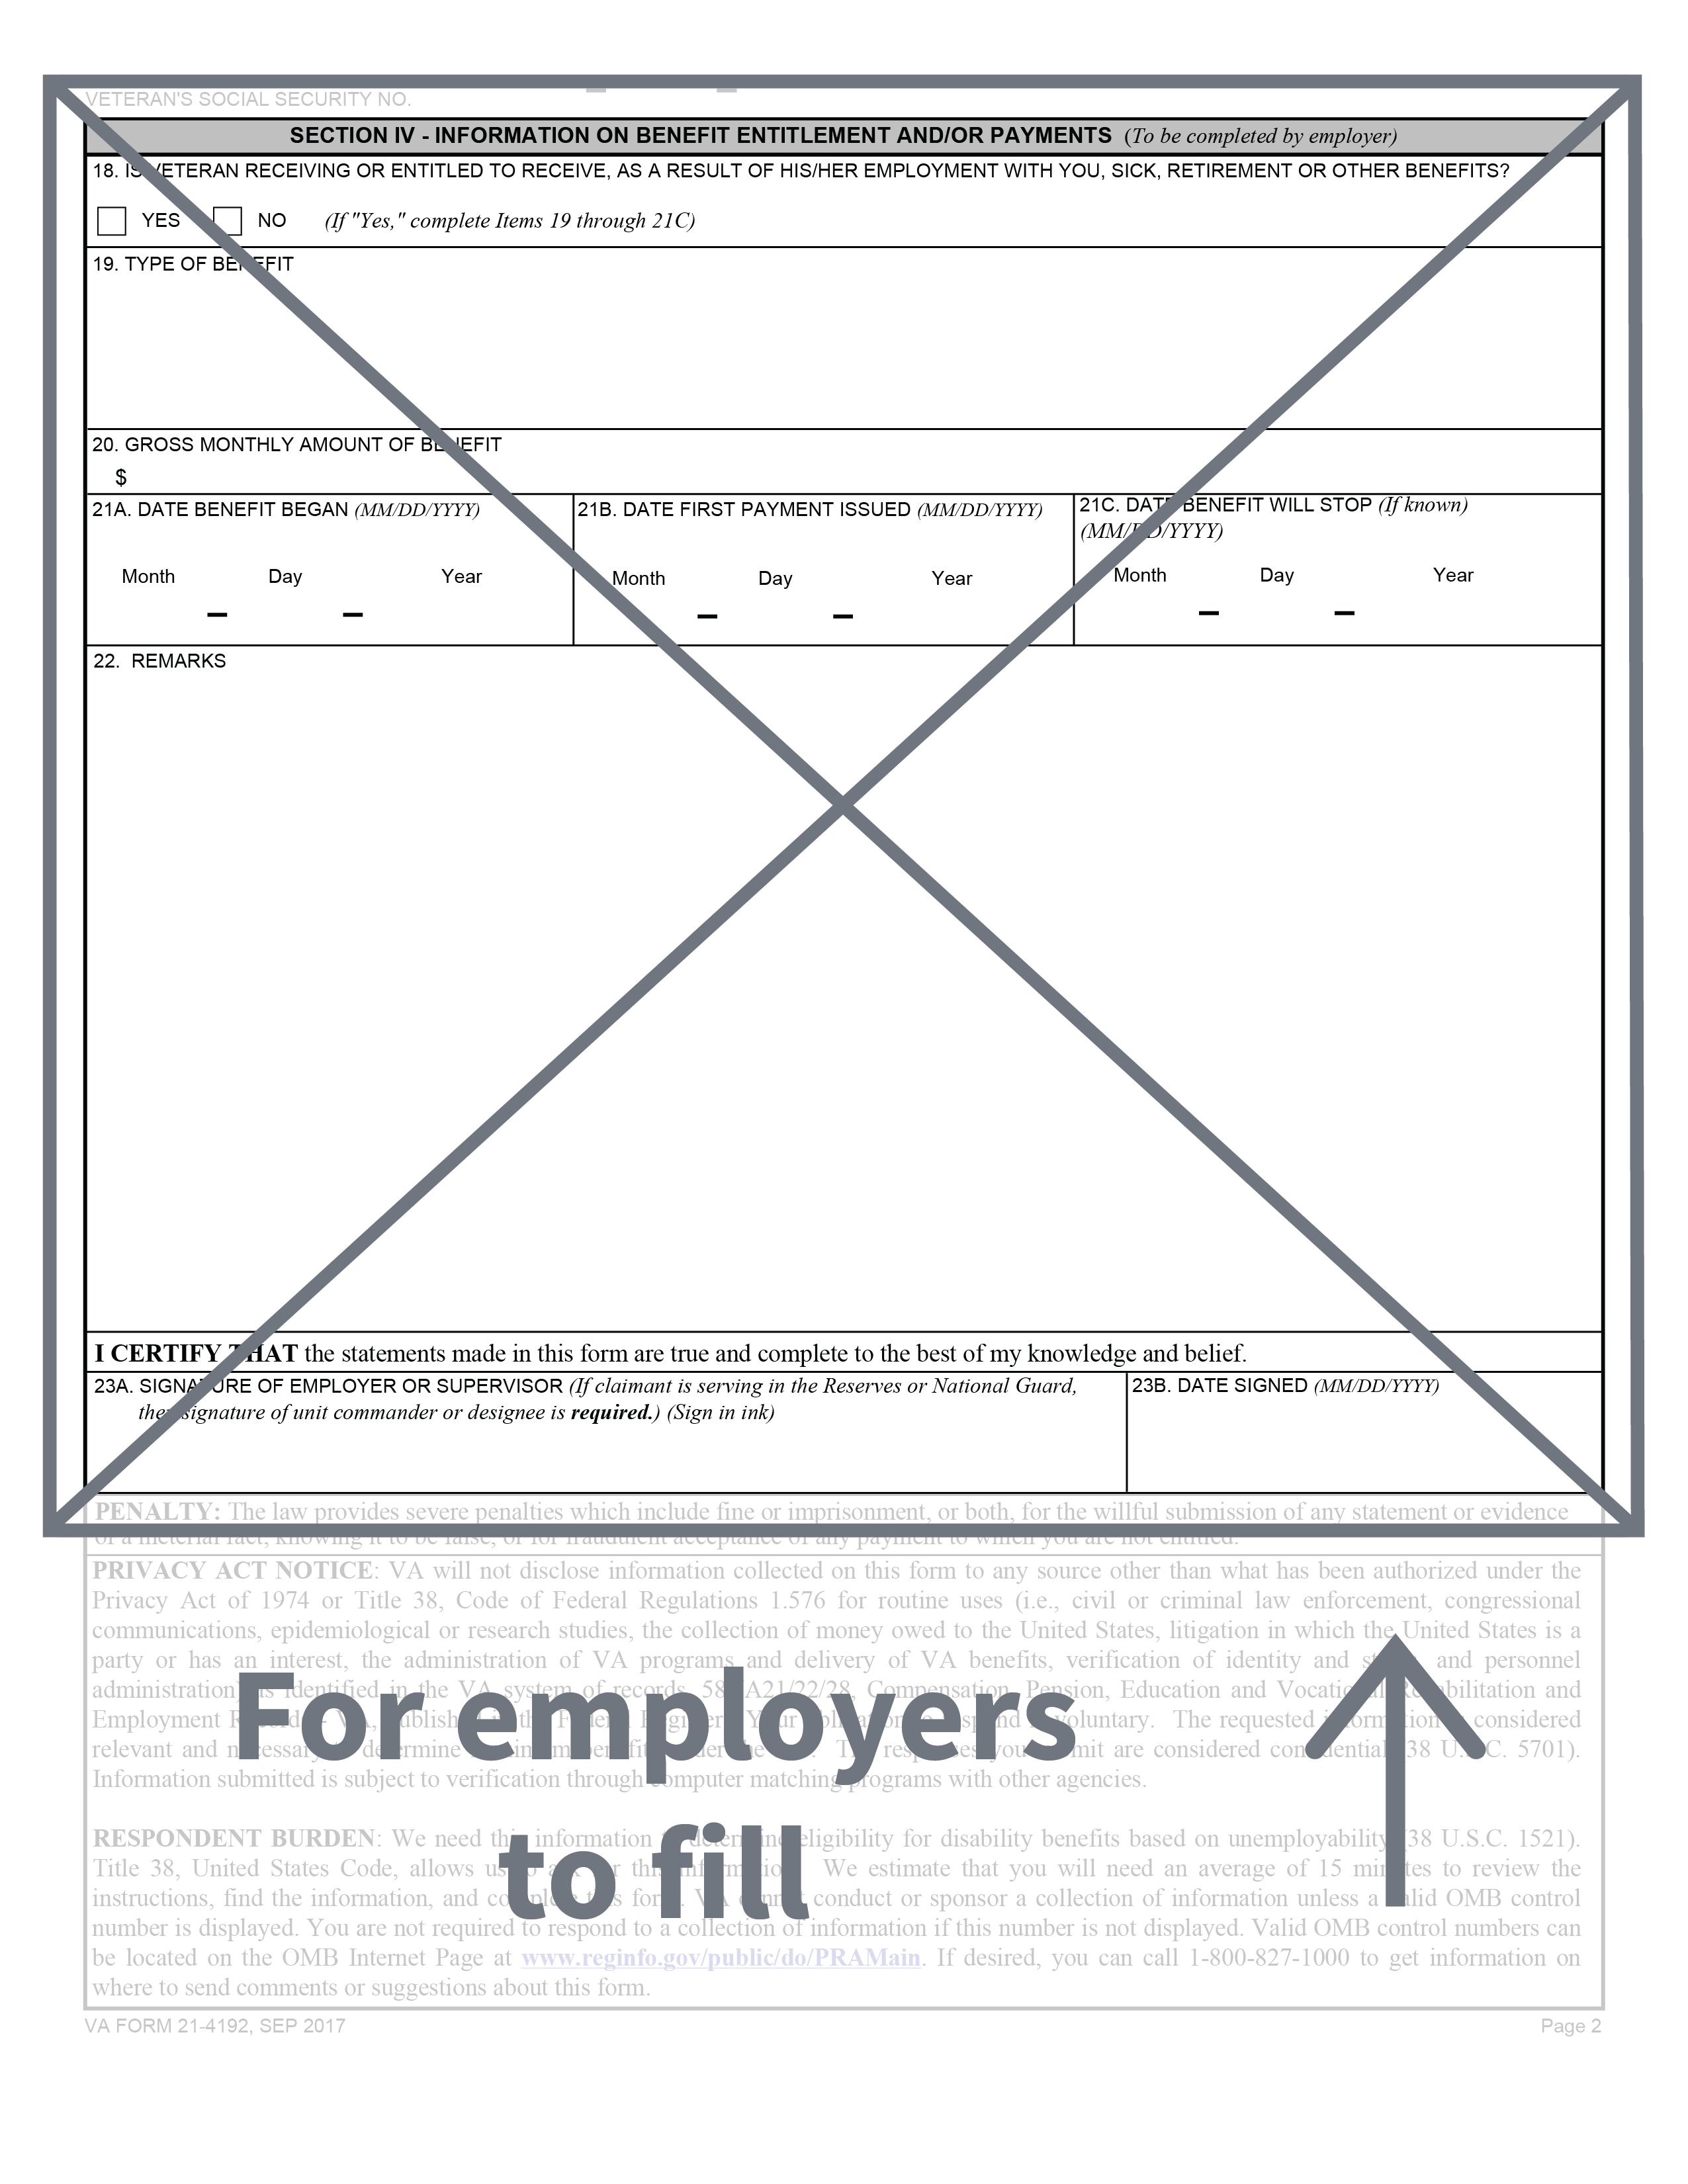 VETERAN'S SOCIAL SECURITY NO.
SECTION IV - INFORMATION ON BENEFIT ENTITLEMENT AND/OR PAYMENTS (To be completed by employer)
18. IS VETERAN RECEIVING OR ENTITLED TO RECEIVE, AS A RESULT OF HIS/HER EMPLOYMENT WITH YOU, SICK, RETIREMENT OR OTHER BENEFITS?
YES NO (If "Yes," complete Items 19 through 21C)
19. TYPE OF BENEFIT
20. GROSS MONTHLY AMOUNT OF BENEFIT
$
21A. DATE BENEFIT BEGAN (MM/DD/YYYY)
Month Day Year
– –
21B. DATE FIRST PAYMENT ISSUED (MM/DD/YYYY)
Month Day Year
– –
21C. DATE BENEFIT WILL STOP (If known)
(MM/DD/YYYY)
Month Day Year
– –
22. REMARKS
I CERTIFY THAT the statements made in this form are true and complete to the best of my knowledge and belief.
23A. SIGNATURE OF EMPLOYER OR SUPERVISOR (If claimant is serving in the Reserves or National Guard,
then signature of unit commander or designee is required.) (Sign in ink)
23B. DATE SIGNED (MM/DD/YYYY)
PENALTY: The law provides severe penalties which include fine or imprisonment, or both, for the willful submission of any statement or evidence
of a meterial fact, knowing it to be false, or for fraudulent acceptance of any payment to which you are not entitled.
PRIVACY ACT NOTICE: VA will not disclose information collected on this form to any source other than what has been authorized under the
Privacy Act of 1974 or Title 38, Code of Federal Regulations 1.576 for routine uses (i.e., civil or criminal law enforcement, congressional
communications, epidemiological or research studies, the collection of money owed to the United States, litigation in which the United States is a
party or has an interest, the administration of VA programs and delivery of VA benefits, verification of identity and and personnel
administration) as identified in the VA system of records, Compensation, Pension, Education and Vocational Rehabilitation and
Employment VA, published in the Federal Register. Your obligation to respond is voluntary. The requested information is considered
relevant and necessary to determine maximum benefits under the The responses you submit are considered confidential (38 U.S.C. 5701).
Information submitted is subject to verification through computer matching programs with other agencies.
For employers
to fill
RESPONDENT BURDEN: We need this information to determine eligibility for disability benefits based on unemployability (38 U.S.C. 1521).
Title 38, United States Code, allows us to ask for this information. We estimate that you will need an average of 15 minutes to review the
instructions, find the information, and complete this form. VA cannot conduct or sponsor a collection of information unless a valid OMB control
number is displayed. You are not required to respond to a collection of information if this number is not displayed. Valid OMB control numbers can
be located on the OMB Internet Page at www.reginfo.gov/public/do/PRAMain. If desired, you can call 1-800-827-1000 to get information on
where to send comments or suggestions about this form.
VA FORM 21-4192, SEP 2017
Page 2